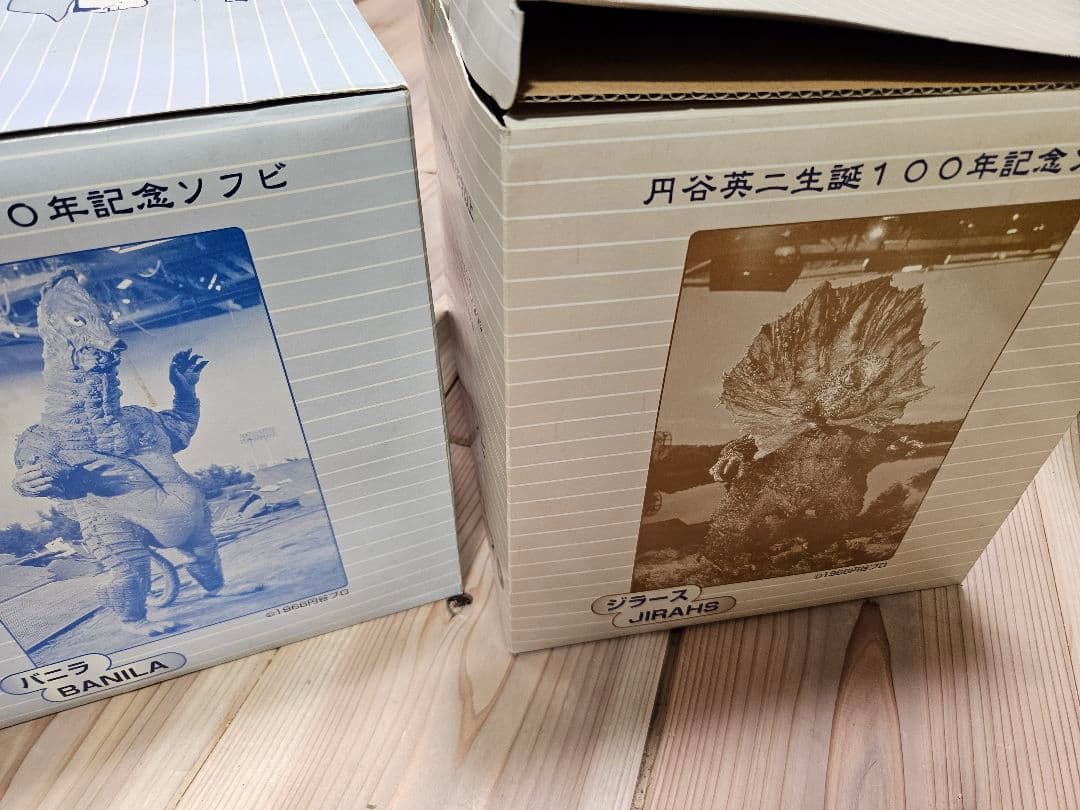 ０年記念ソフビ
©1966円谷プロ
バニラ
BANILA
円谷英二生誕１００年記念
©1966円谷プロ
ジラース
JIRAHS